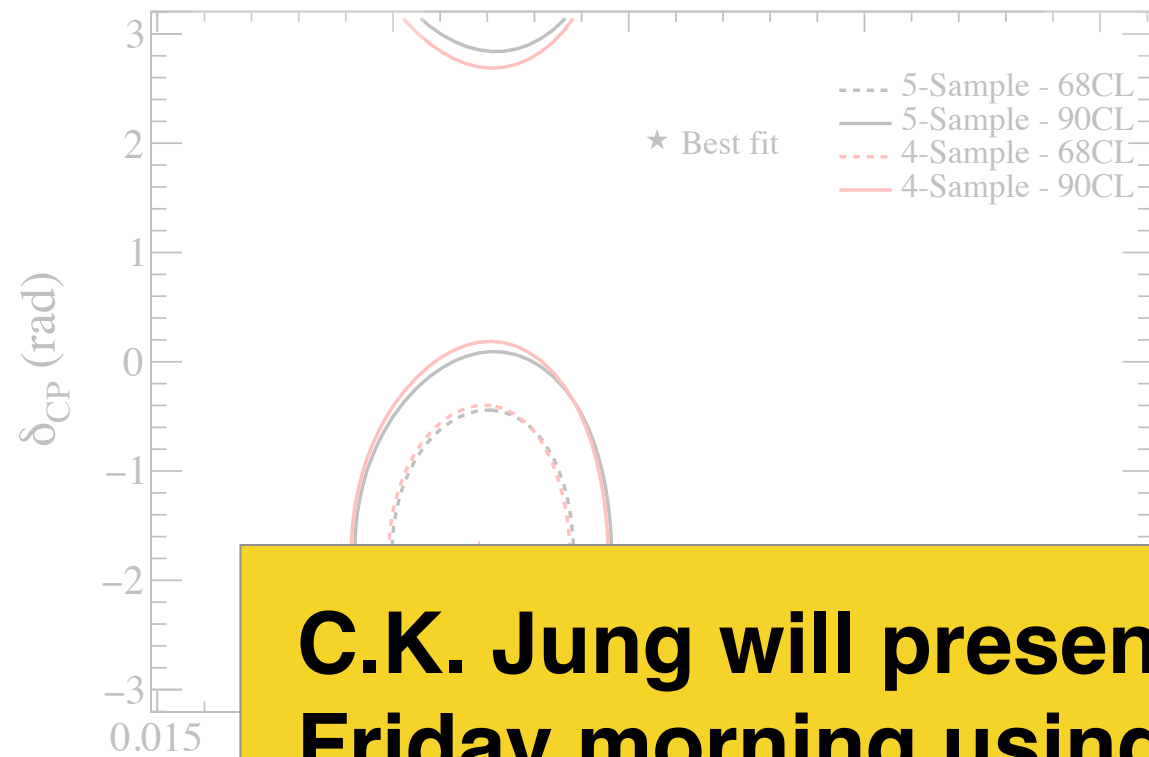 3
5-Sample - 68CL
5-Sample - 90CL
2
★ Best fit
4-Sample - 68CL
4-Sample - 90CL
1
δCP (rad)
0
−1
−2
C.K. Jung will presen
−3
Friday morning using
0.015